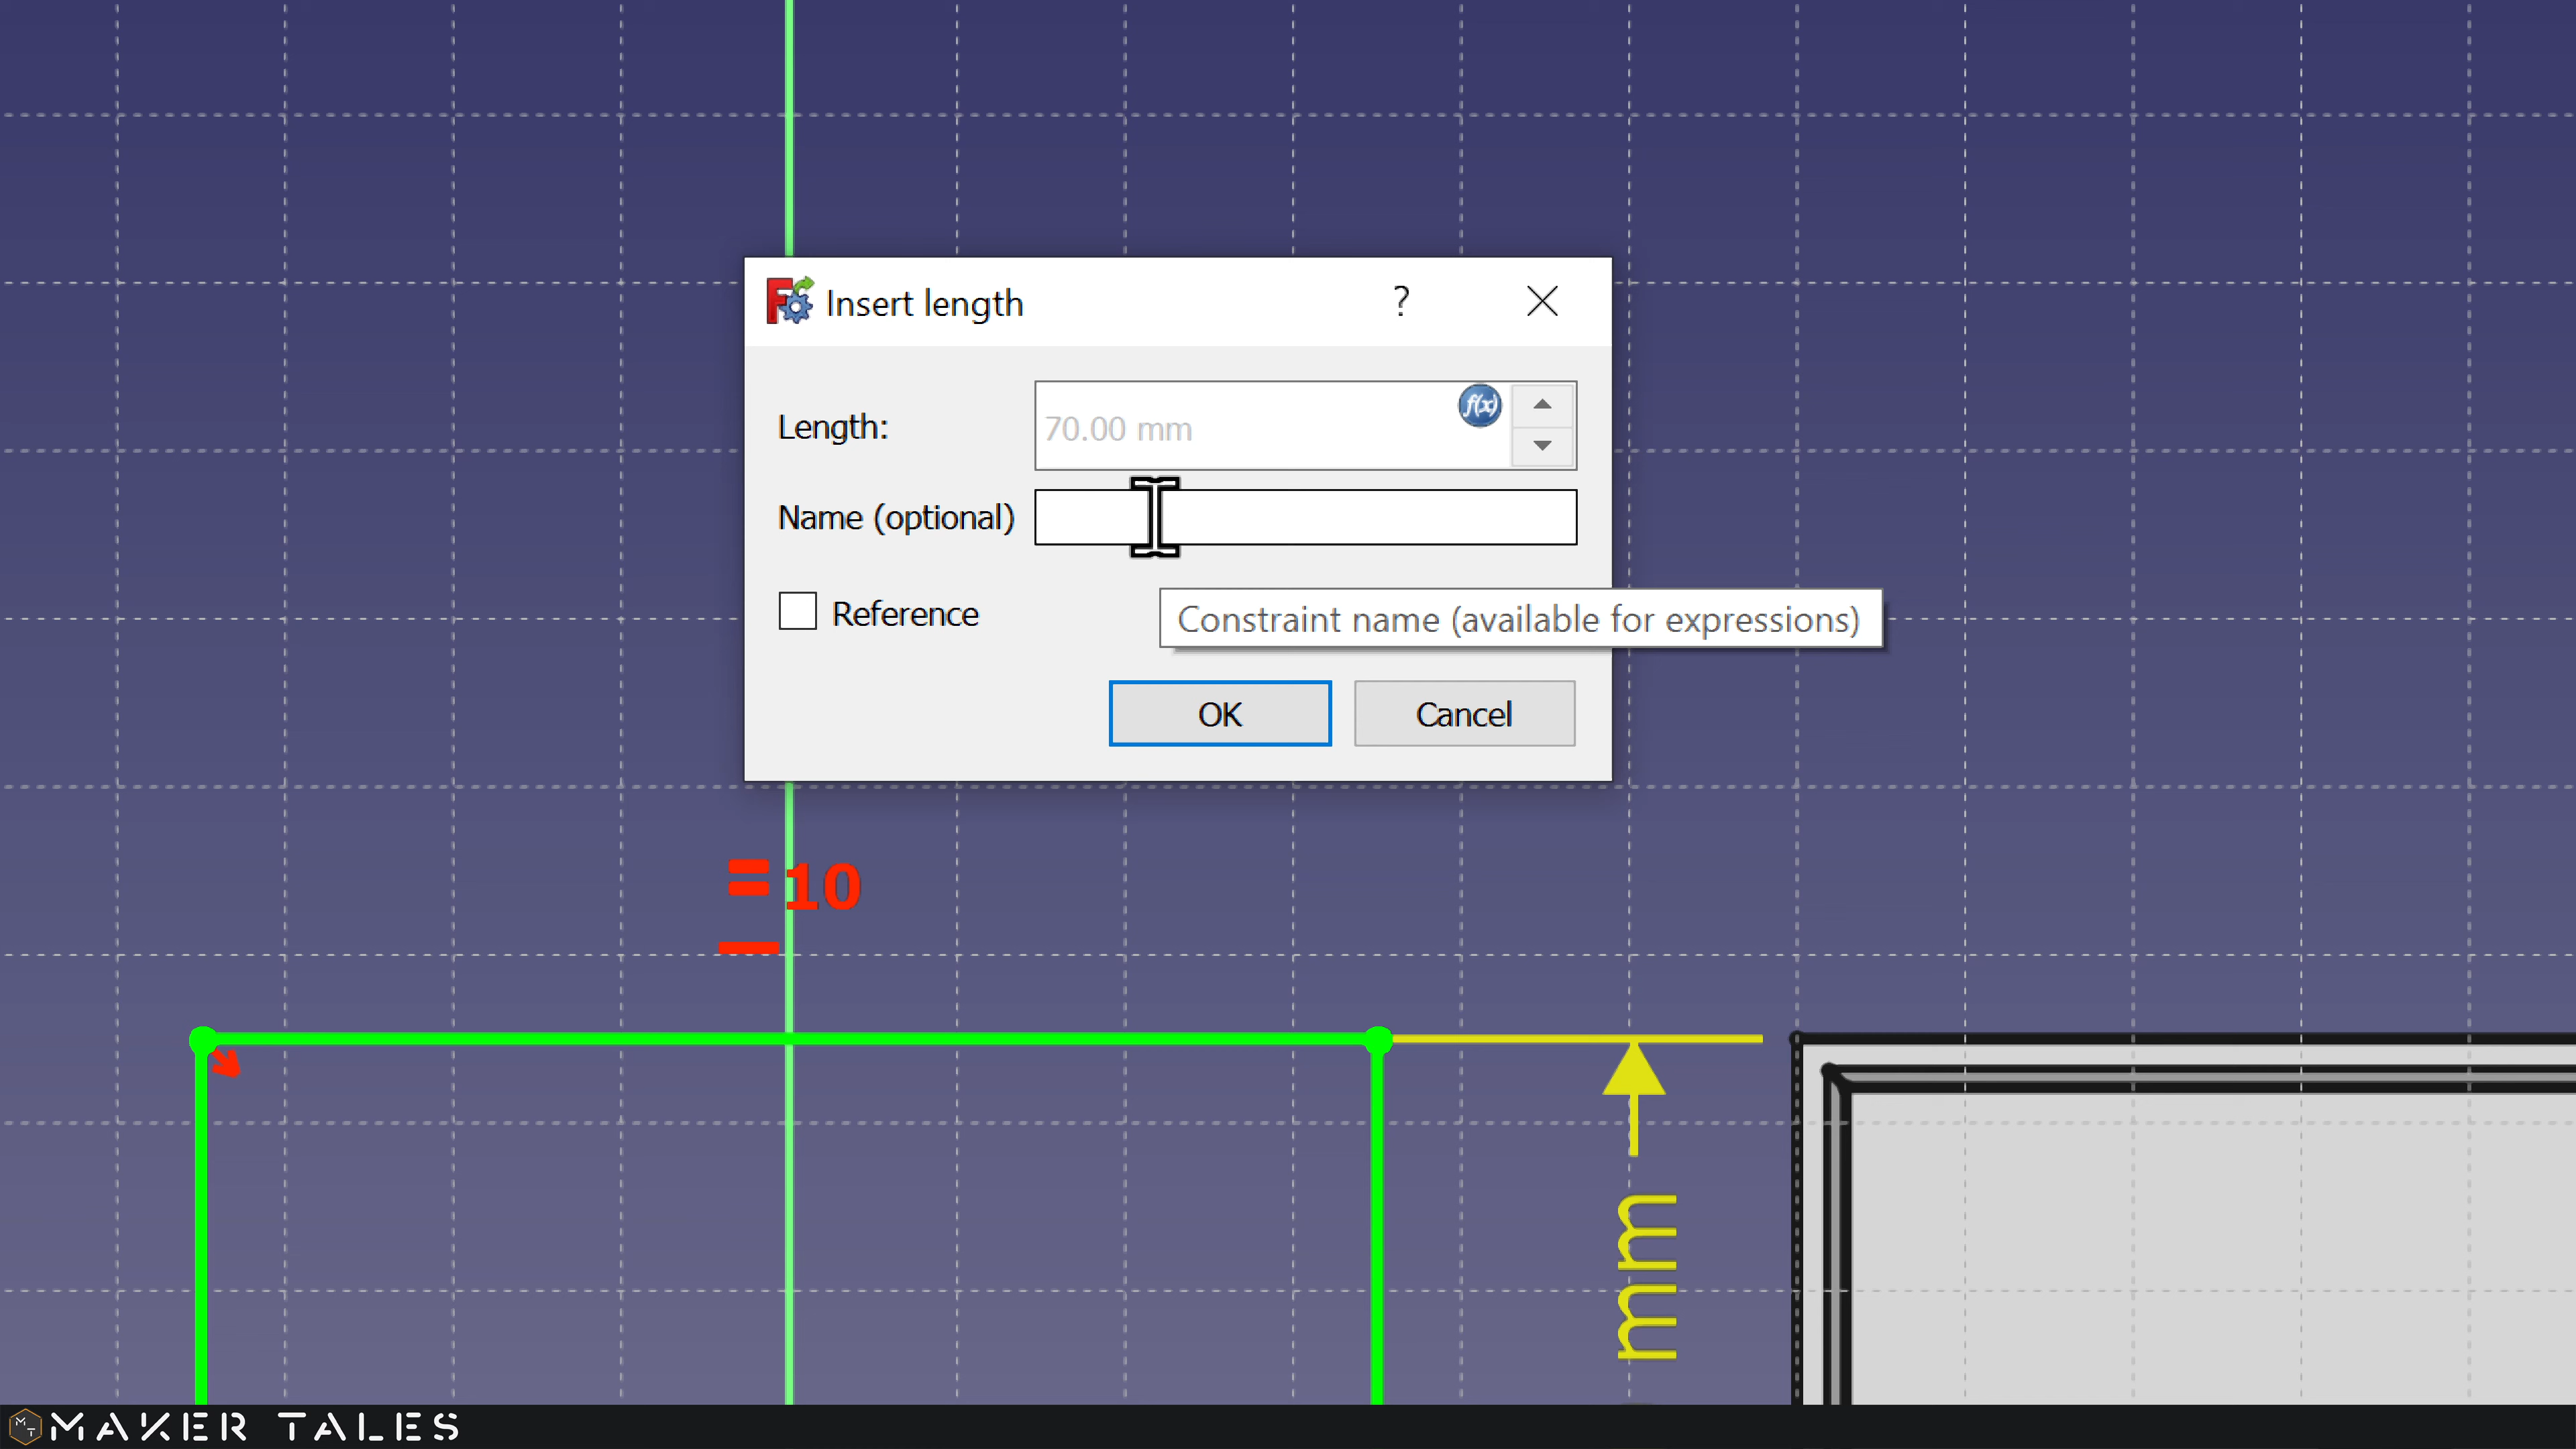 Insert length
?
Length:
70.00 mm
f(x)
Name (optional)
Reference
Constraint name (available for expressions)
OK
Cancel
10
mm
MAKER TALES